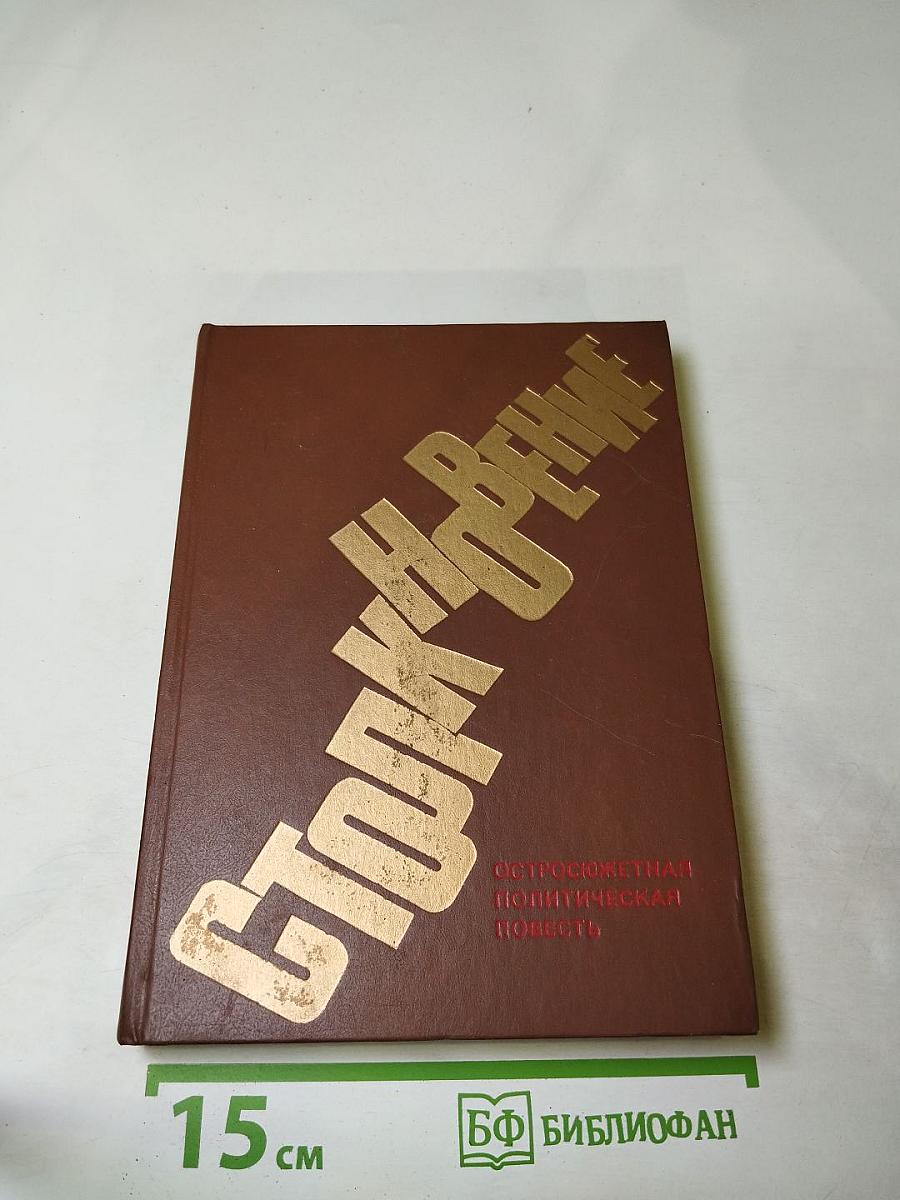 СТОЛКНОВЕНИЕ
ОСТРОСЮЖЕТНАЯ
ПОЛИТИЧЕСКАЯ
ПОВЕСТЬ
15 см
БФ БИБЛИОФАН